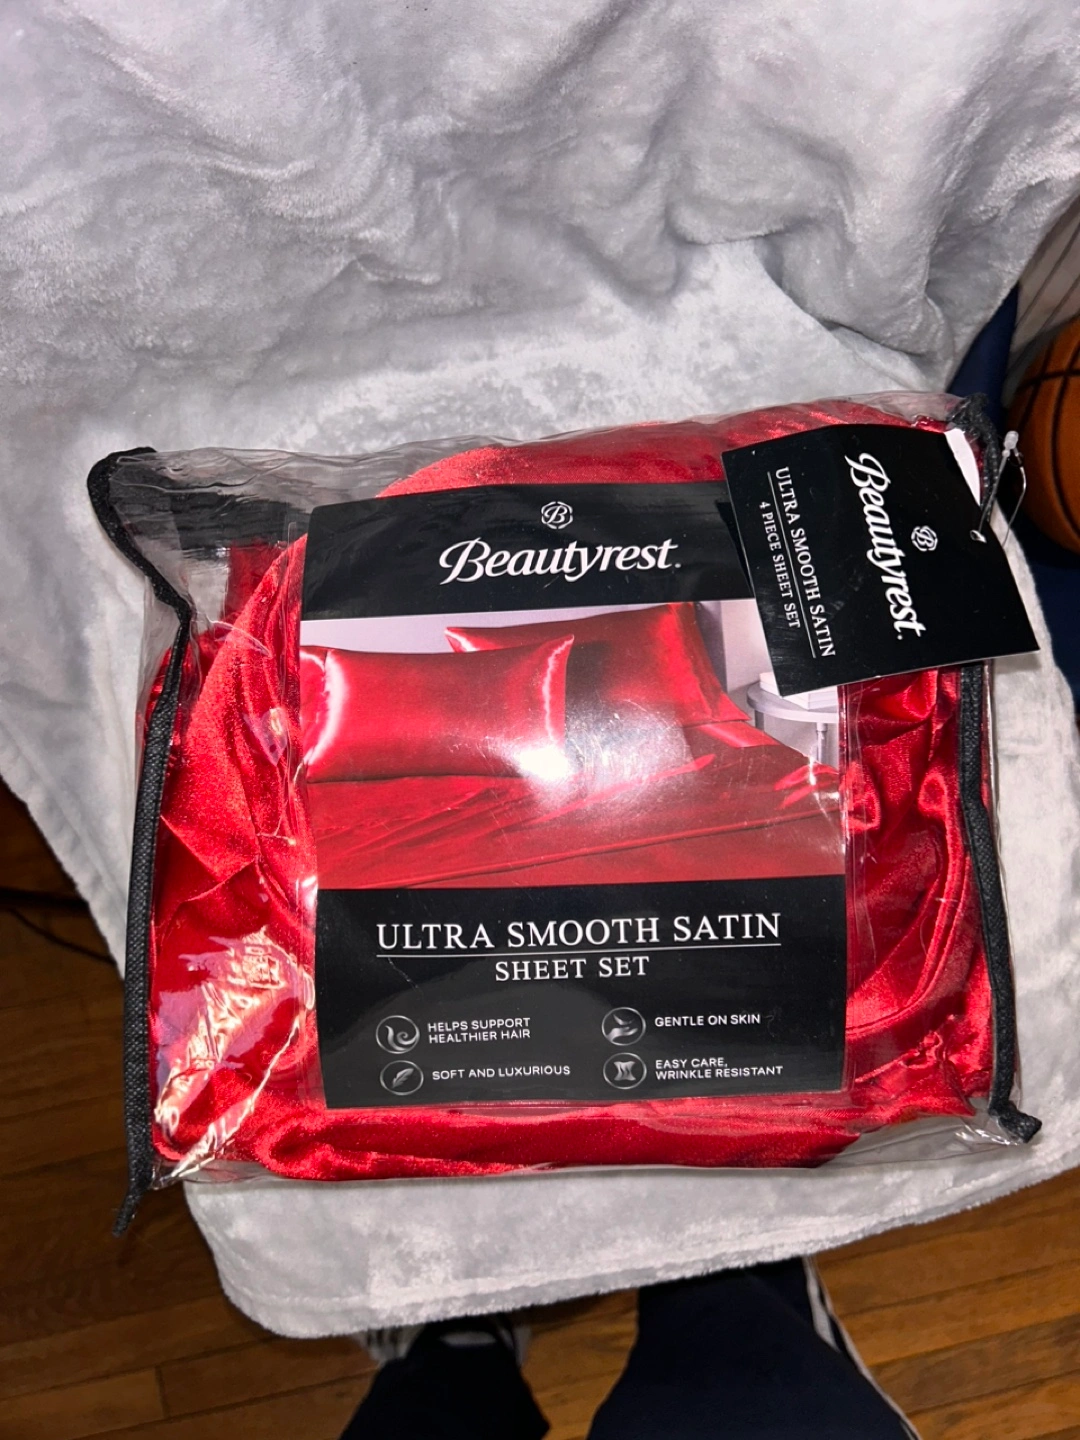 Beautyrest.
ULTRA SMOOTH SATIN
SHEET SET
HELPS SUPPORT
HEALTHIER HAIR
GENTLE ON SKIN
SOFT AND LUXURIOUS
EASY CARE,
WRINKLE RESISTANT
Beautyrest.
ULTRA SMOOTH SATIN
4 PIECE SHEET SET